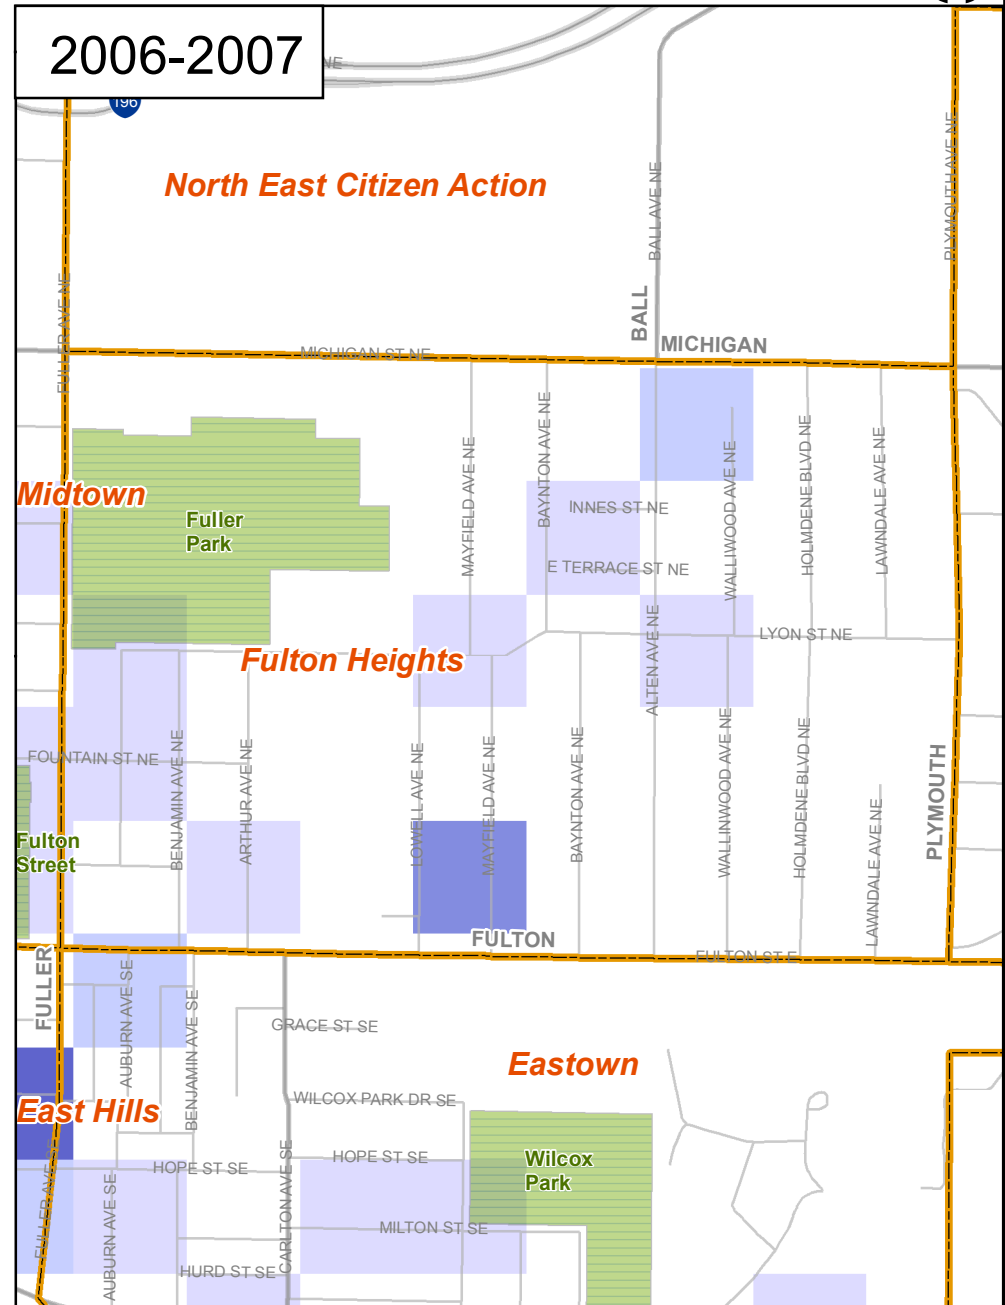 2006-2007
NE
196
North East Citizen Action
BALL AVE NE
PLYMOUTH AVE NE
FULLER AVE NE
BALL
MICHIGAN ST NE
MICHIGAN
MAYFIELD AVE NE
BAYNTON AVE NE
WALLIWOOD AVE NE
HOLMDENE BLVD NE
LAWNDALE AVE NE
Midtown
Fuller
Park
INNES ST NE
E TERRACE ST NE
LYON ST NE
Fulton Heights
ALTEN AVE NE
FOUNTAIN ST NE
BENJAMIN AVE NE
ARTHUR AVE NE
LOWELL AVE NE
MAYFIELD AVE NE
BAYNTON AVE NE
WALLINWOOD AVE NE
HOLMDENE BLVD NE
LAWNDALE AVE NE
PLYMOUTH
Fulton
Street
FULTON
FULTON ST E
FULLER
AUBURN AVE SE
BENJAMIN AVE SE
GRACE ST SE
Eastown
WILCOX PARK DR SE
East Hills
HOPE ST SE
HOPE ST SE
Wilcox
Park
FULLER AVE SE
AUBURN AVE SE
CARLTON AVE SE
MILTON ST SE
HURD ST SE